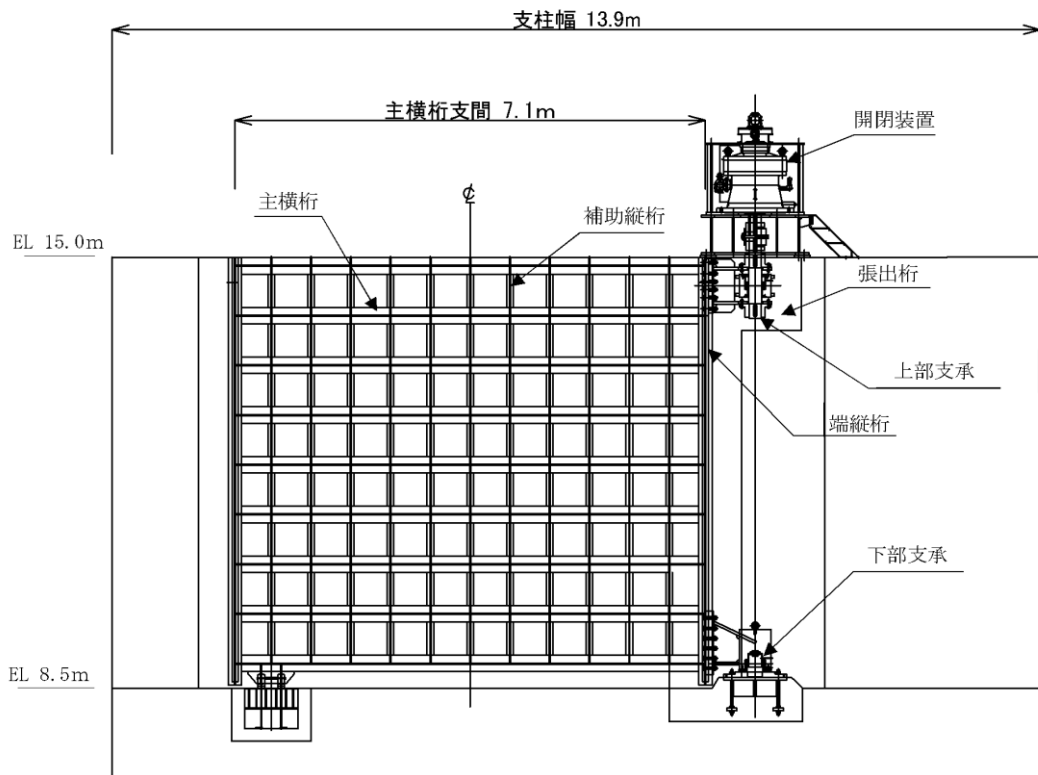 支柱幅 13.9m
主横桁支間 7.1m
開閉装置
℄
主横桁
補助縦桁
EL 15.0m
張出桁
上部支承
端縦桁
下部支承
EL 8.5m